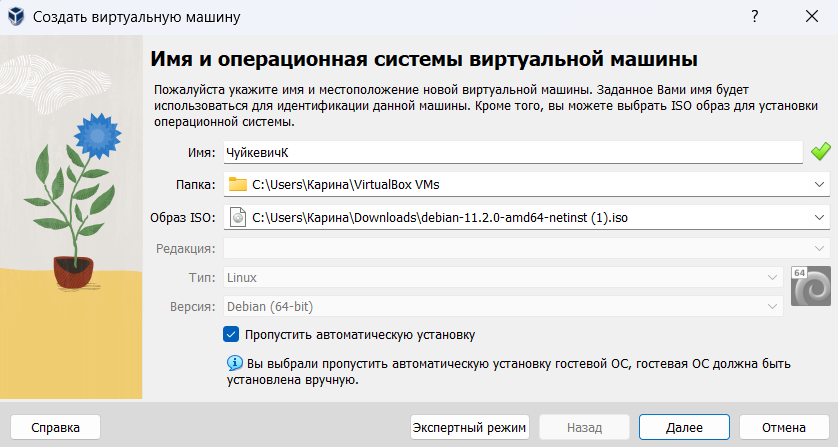 Создать виртуальную машину
?
Имя и операционная системы виртуальной машины
Пожалуйста укажите имя и местоположение новой виртуальной машины. Заданное Вами имя будет
использоваться для идентификации данной машины. Кроме того, вы можете выбрать ISO образ для установки
операционной системы.
Имя: ЧуйкевичК
Папка: C:\Users\Карина\VirtualBox VMs
Образ ISO: C:\Users\Карина\Downloads\debian-11.2.0-amd64-netinst (1).iso
Редакция:
Тип: Linux
64
Версия: Debian (64-bit)
Пропустить автоматическую установку
Вы выбрали пропустить автоматическую установку гостевой ОС, гостевая ОС должна быть
установлена вручную.
Справка Экспертный режим Назад Далее Отмена